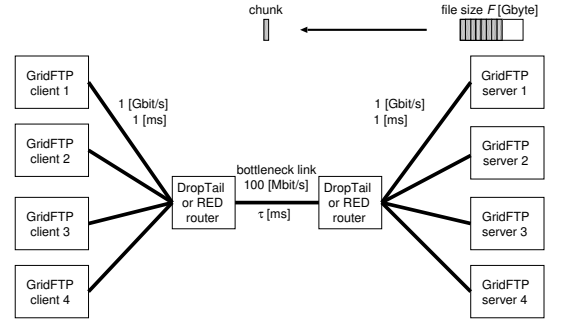 chunk
file size F [Gbyte]
GridFTP
client 1
GridFTP
client 2
GridFTP
client 3
GridFTP
client 4
1 [Gbit/s]
1 [ms]
DropTail
or RED
router
bottleneck link
100 [Mbit/s]
τ [ms]
DropTail
or RED
router
1 [Gbit/s]
1 [ms]
GridFTP
server 1
GridFTP
server 2
GridFTP
server 3
GridFTP
server 4